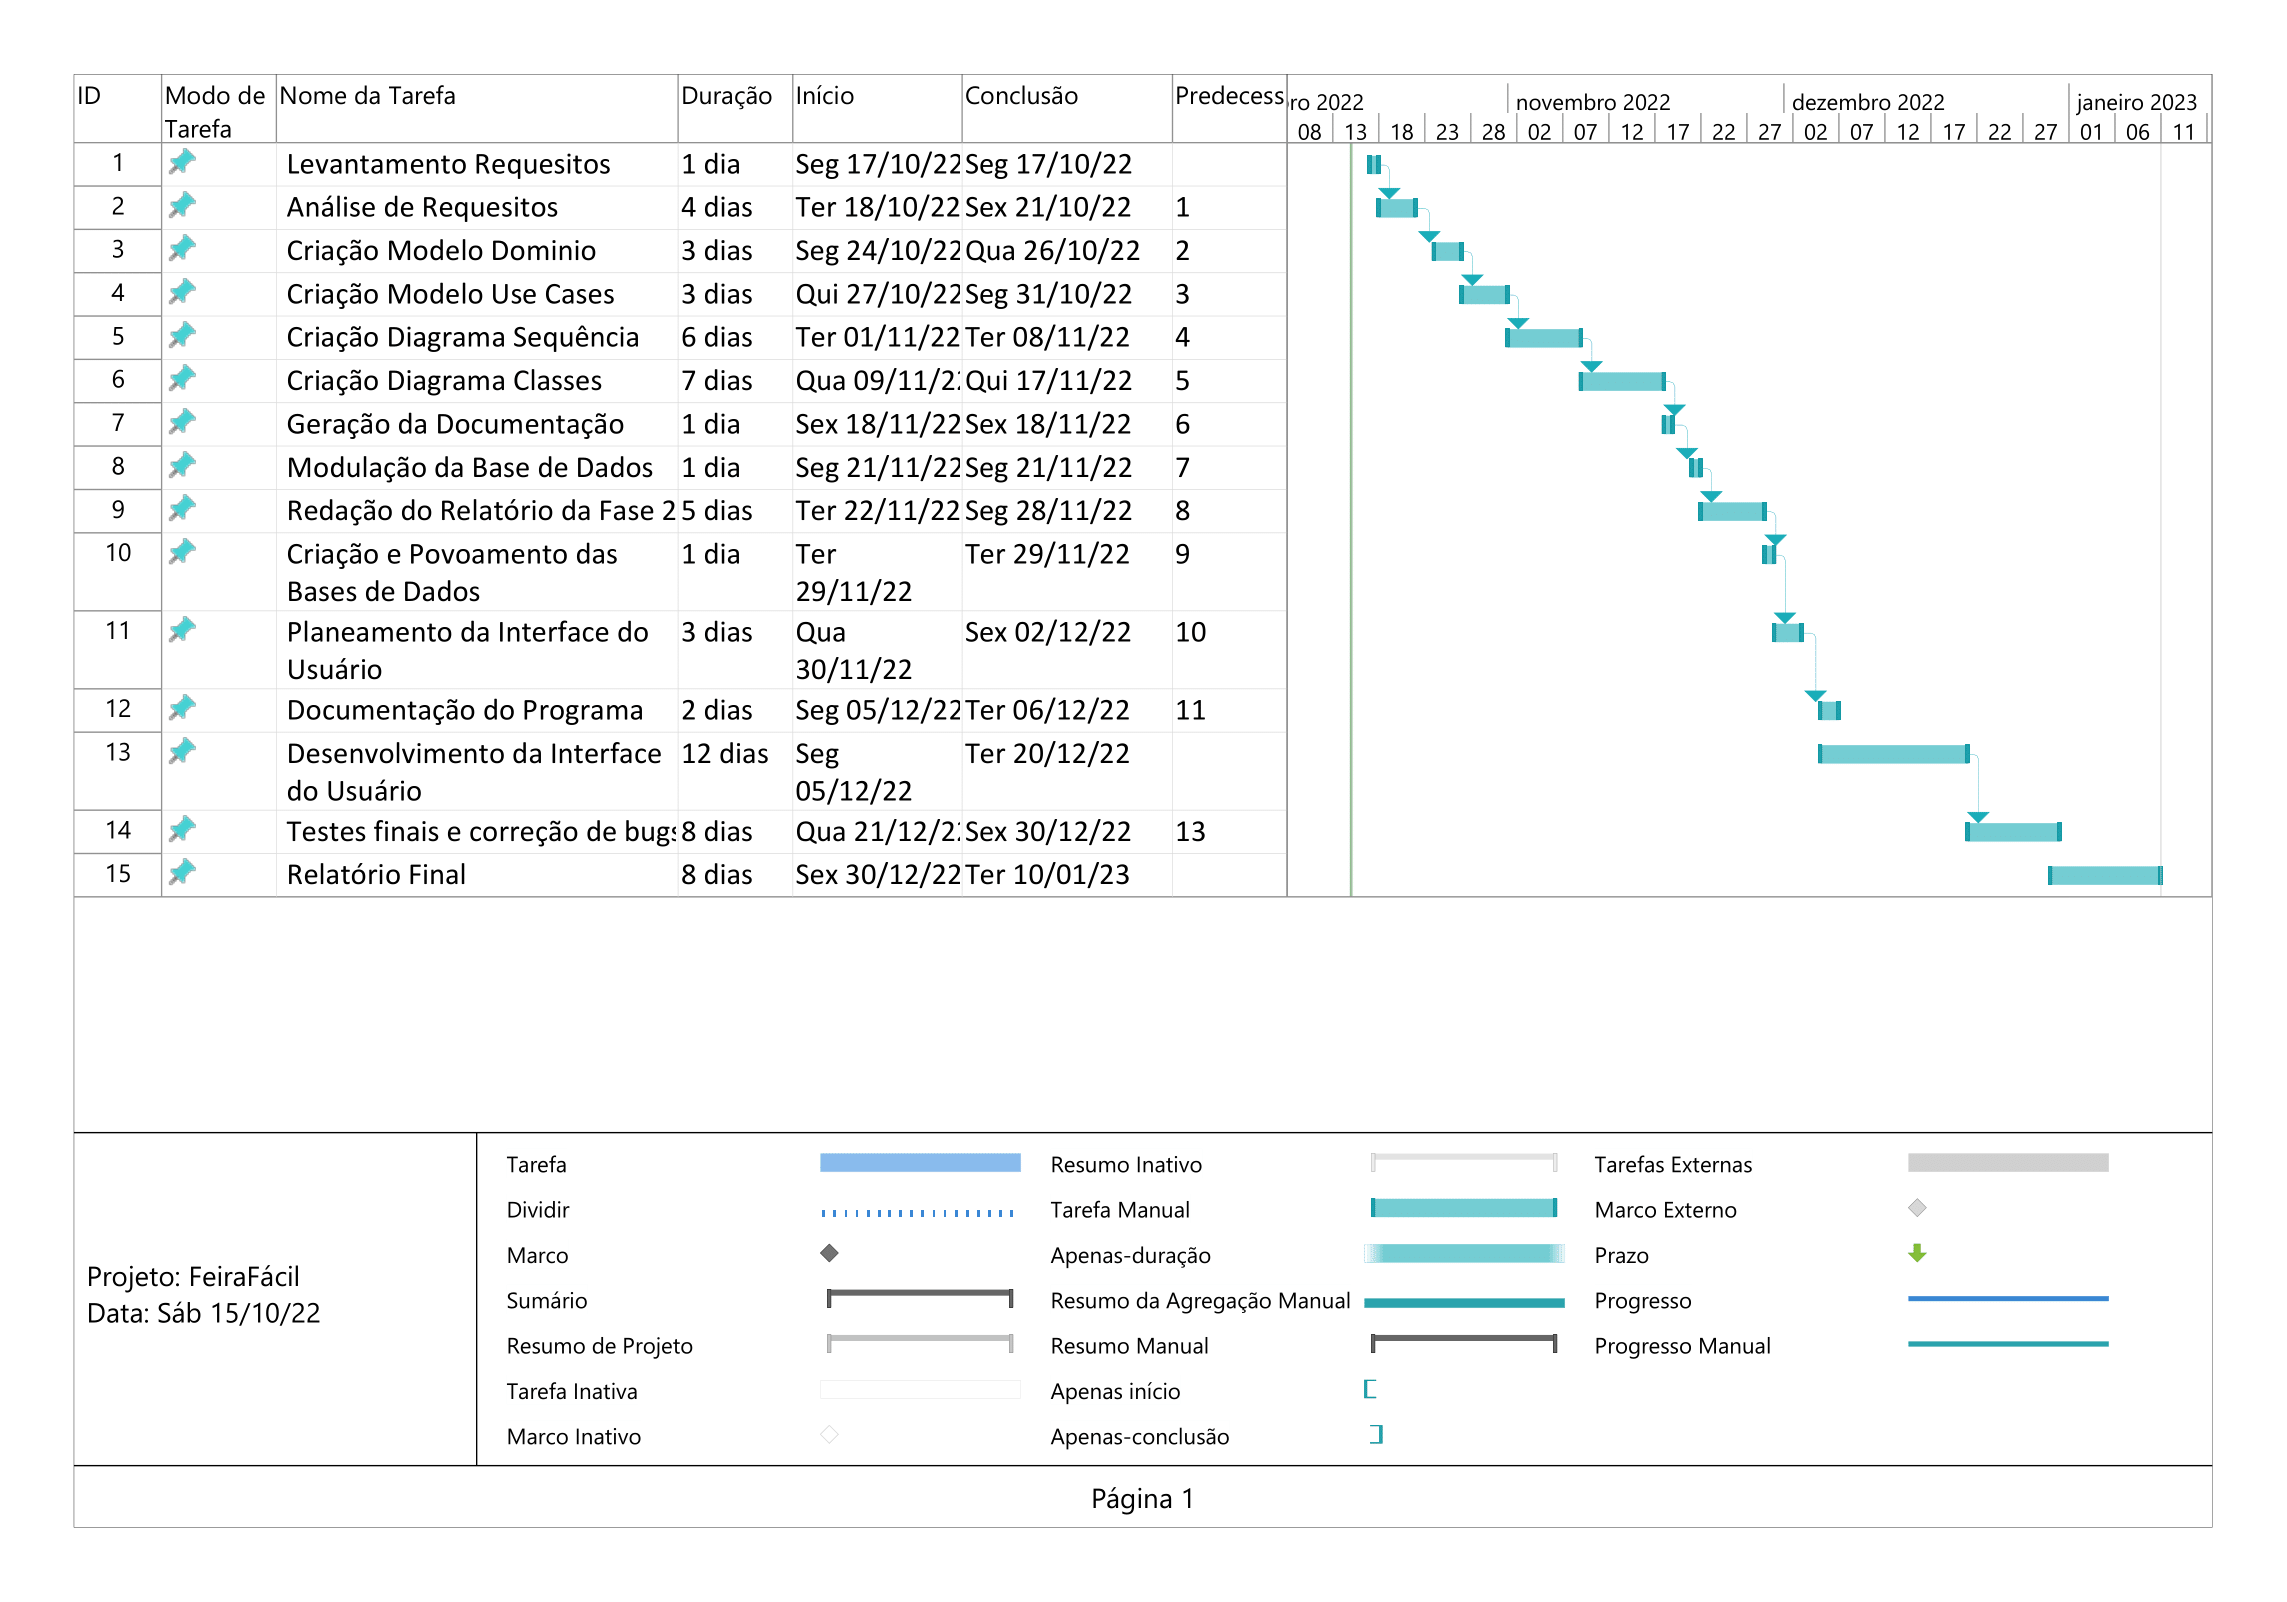 ID Modo de Tarefa Nome da Tarefa Duração Início Conclusão Predecess
ro 2022 novembro 2022 dezembro 2022 janeiro 2023
08 13 18 23 28 02 07 12 17 22 27 02 07 12 17 22 27 01 06 11
1 Levantamento Requesitos 1 dia Seg 17/10/22 Seg 17/10/22
2 Análise de Requesitos 4 dias Ter 18/10/22 Sex 21/10/22 1
3 Criação Modelo Dominio 3 dias Seg 24/10/22 Qua 26/10/22 2
4 Criação Modelo Use Cases 3 dias Qui 27/10/22 Seg 31/10/22 3
5 Criação Diagrama Sequência 6 dias Ter 01/11/22 Ter 08/11/22 4
6 Criação Diagrama Classes 7 dias Qua 09/11/2 Qui 17/11/22 5
7 Geração da Documentação 1 dia Sex 18/11/22 Sex 18/11/22 6
8 Modulação da Base de Dados 1 dia Seg 21/11/22 Seg 21/11/22 7
9 Redação do Relatório da Fase 2 5 dias Ter 22/11/22 Seg 28/11/22 8
10 Criação e Povoamento das 1 dia Ter Ter 29/11/22 9
Bases de Dados 29/11/22
11 Planeamento da Interface do 3 dias Qua Sex 02/12/22 10
Usuário 30/11/22
12 Documentação do Programa 2 dias Seg 05/12/22 Ter 06/12/22 11
13 Desenvolvimento da Interface 12 dias Seg Ter 20/12/22
do Usuário 05/12/22
14 Testes finais e correção de bugs 8 dias Qua 21/12/2 Sex 30/12/22 13
15 Relatório Final 8 dias Sex 30/12/22 Ter 10/01/23
Projeto: FeiraFácil
Data: Sáb 15/10/22
Tarefa
Dividir
Marco
Sumário
Resumo de Projeto
Tarefa Inativa
Marco Inativo
Resumo Inativo
Tarefa Manual
Apenas-duração
Resumo da Agregação Manual
Resumo Manual
Apenas início
Apenas-conclusão
Tarefas Externas
Marco Externo
Prazo
Progresso
Progresso Manual
Página 1